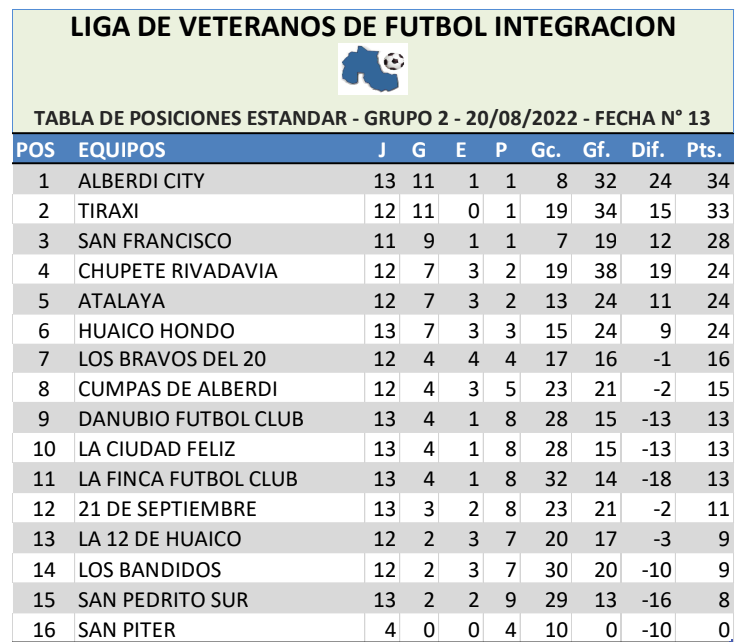 LIGA DE VETERANOS DE FUTBOL INTEGRACION
TABLA DE POSICIONES ESTANDAR - GRUPO 2 - 20/08/2022 - FECHA N° 13
POS EQUIPOS J G E P Gc. Gf. Dif. Pts.
1 ALBERDI CITY 13 11 1 1 8 32 24 34
2 TIRAXI 12 11 0 1 19 34 15 33
3 SAN FRANCISCO 11 9 1 1 7 19 12 28
4 CHUPETE RIVADAVIA 12 7 3 2 19 38 19 24
5 ATALAYA 12 7 3 2 13 24 11 24
6 HUAICO HONDO 13 7 3 3 15 24 9 24
7 LOS BRAVOS DEL 20 12 4 4 4 17 16 -1 16
8 CUMPAS DE ALBERDI 12 4 3 5 23 21 -2 15
9 DANUBIO FUTBOL CLUB 13 4 1 8 28 15 -13 13
10 LA CIUDAD FELIZ 13 4 1 8 28 15 -13 13
11 LA FINCA FUTBOL CLUB 13 4 1 8 32 14 -18 13
12 21 DE SEPTIEMBRE 13 3 2 8 23 21 -2 11
13 LA 12 DE HUAICO 12 2 3 7 20 17 -3 9
14 LOS BANDIDOS 12 2 3 7 30 20 -10 9
15 SAN PEDRITO SUR 13 2 2 9 29 13 -16 8
16 SAN PITER 4 0 0 4 10 0 -10 0